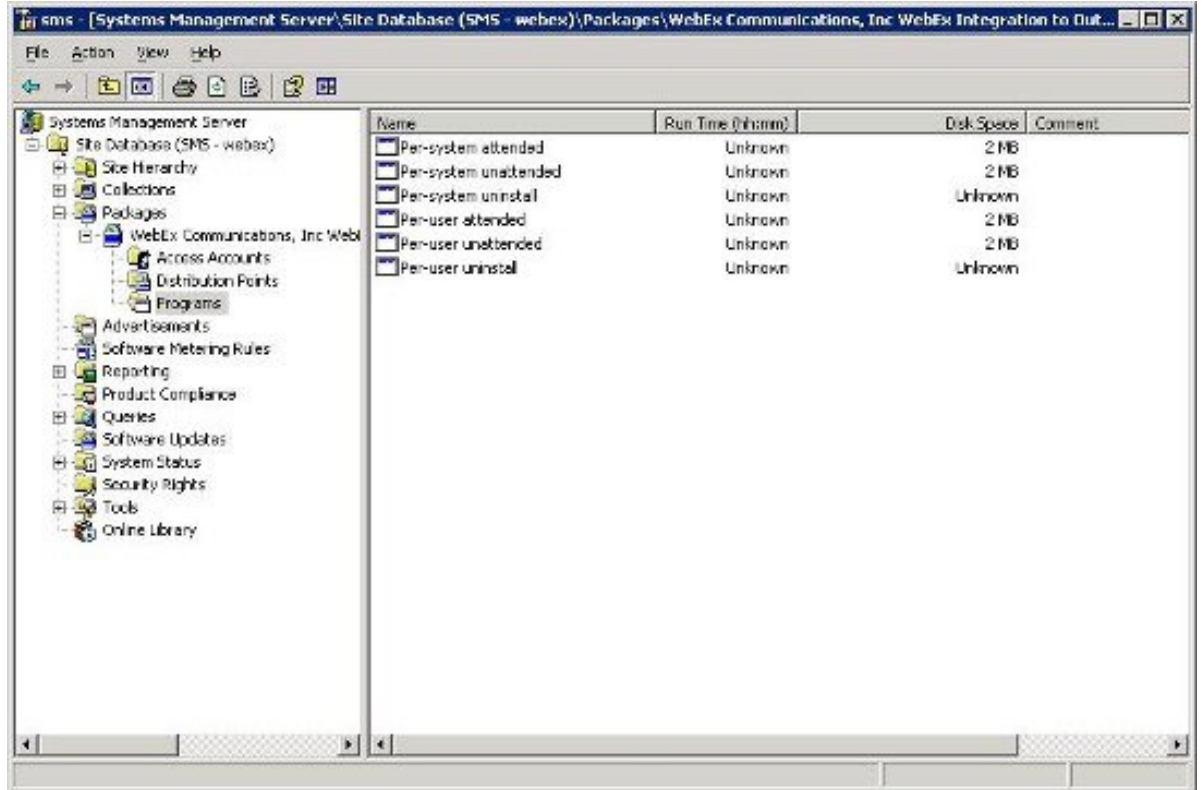 sms - [Systems Management Server\Site Database (SMS - webex)\Packages\WebEx Communications, Inc WebEx Integration to Out...
File Action View Help
Systems Management Server
Site Database (SMS - webex)
Site Hierarchy
Collections
Packages
WebEx Communications, Inc WebE
Access Accounts
Distribution Points
Programs
Advertisements
Software Metering Rules
Reporting
Product Compliance
Queries
Software Updates
System Status
Security Rights
Tools
Online Library
Name Run Time (hh:mm) Disk Space Comment
Per-system attended Unknown 2 MB
Per-system unattended Unknown 2 MB
Per-system uninstall Unknown Unknown
Per-user attended Unknown 2 MB
Per-user unattended Unknown 2 MB
Per-user uninstall Unknown Unknown